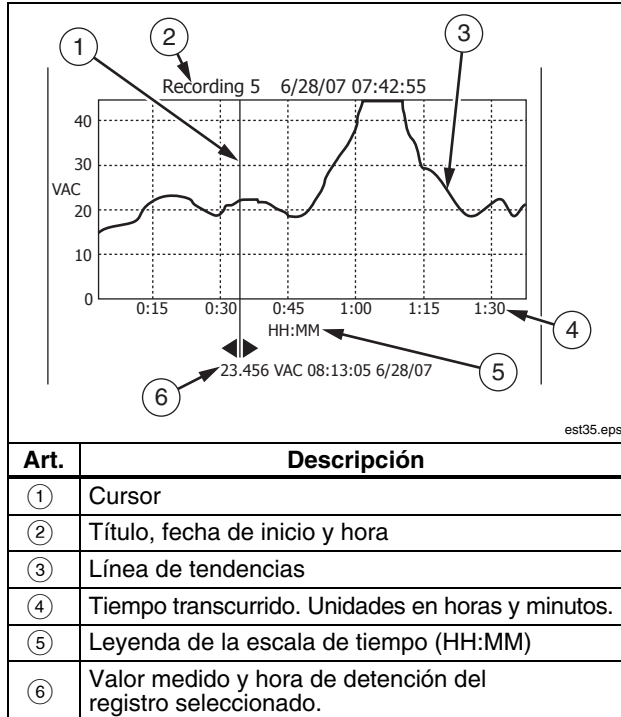 1
2
3
Recording 5 6/28/07 07:42:55
40
30
VAC
20
10
0
0:15 0:30 0:45 1:00 1:15 1:30
HH:MM
4
5
6
23.456 VAC 08:13:05 6/28/07
est35.eps
Art. Descripción
1 Cursor
2 Título, fecha de inicio y hora
3 Línea de tendencias
4 Tiempo transcurrido. Unidades en horas y minutos.
5 Leyenda de la escala de tiempo (HH:MM)
6 Valor medido y hora de detención del
registro seleccionado.